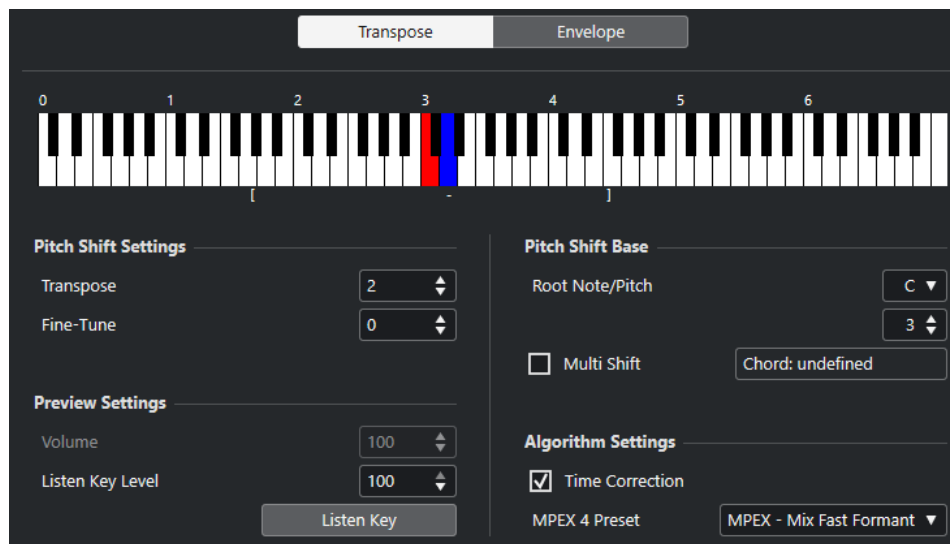 Transpose Envelope
0 1 2 3 4 5 6
[ - ]
Pitch Shift Settings
Transpose 2
Fine-Tune 0
Preview Settings
Volume 100
Listen Key Level 100
Listen Key
Pitch Shift Base
Root Note/Pitch C
3
Multi Shift Chord: undefined
Algorithm Settings
Time Correction
MPEX 4 Preset MPEX - Mix Fast Formant